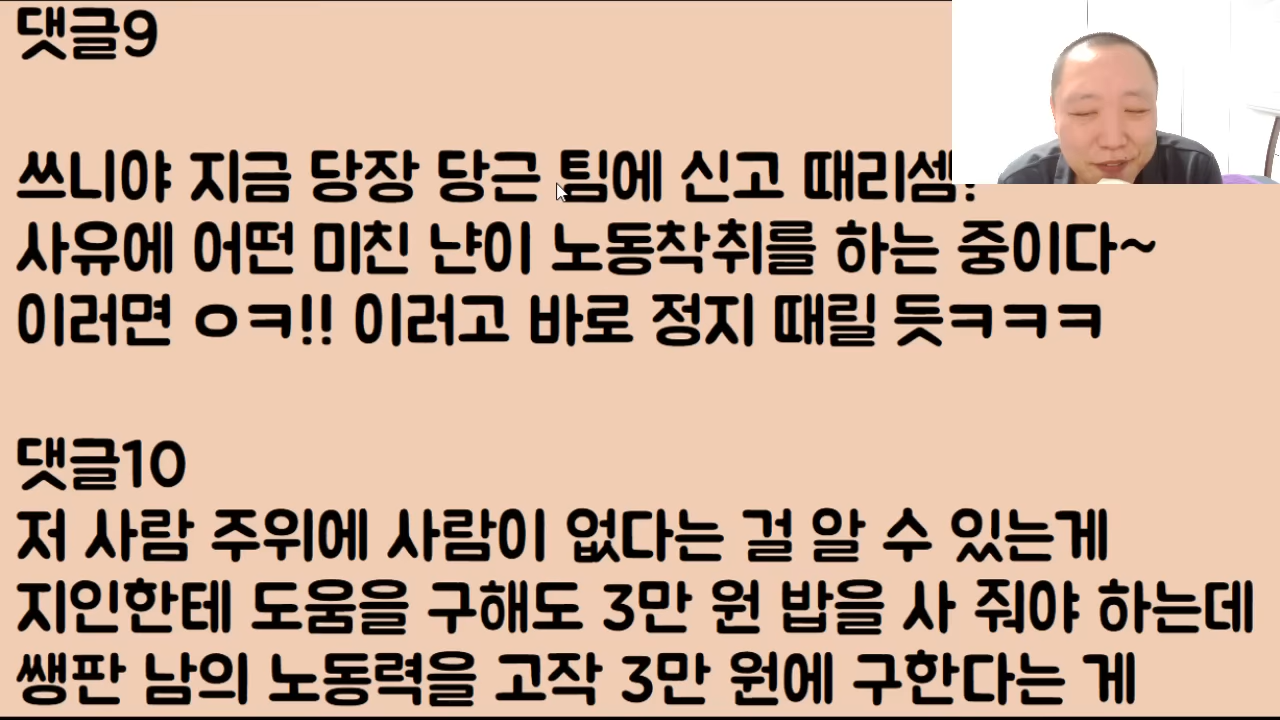 댓글9
쓰니야 지금 당장 당근 팀에 신고 때리셈!
사유에 어떤 미친 냔이 노동착취를 하는 중이다~
이러면 ㅇㅋ!! 이러고 바로 정지 때릴 듯ㅋㅋㅋ
댓글10
저 사람 주위에 사람이 없다는 걸 알 수 있는게
지인한테 도움을 구해도 3만 원 밥을 사 줘야 하는데
쌩판 남의 노동력을 고작 3만 원에 구한다는 게